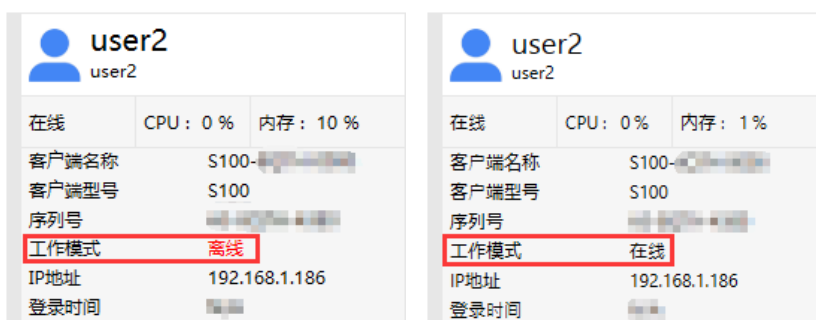 user2
user2
在线 CPU: 0 % 内存: 10 %
客户端名称 S100-
客户端型号 S100
序列号
工作模式 离线
IP地址 192.168.1.186
登录时间
user2
user2
在线 CPU: 0 % 内存: 1 %
客户端名称 S100-
客户端型号 S100
序列号
工作模式 在线
IP地址 192.168.1.186
登录时间